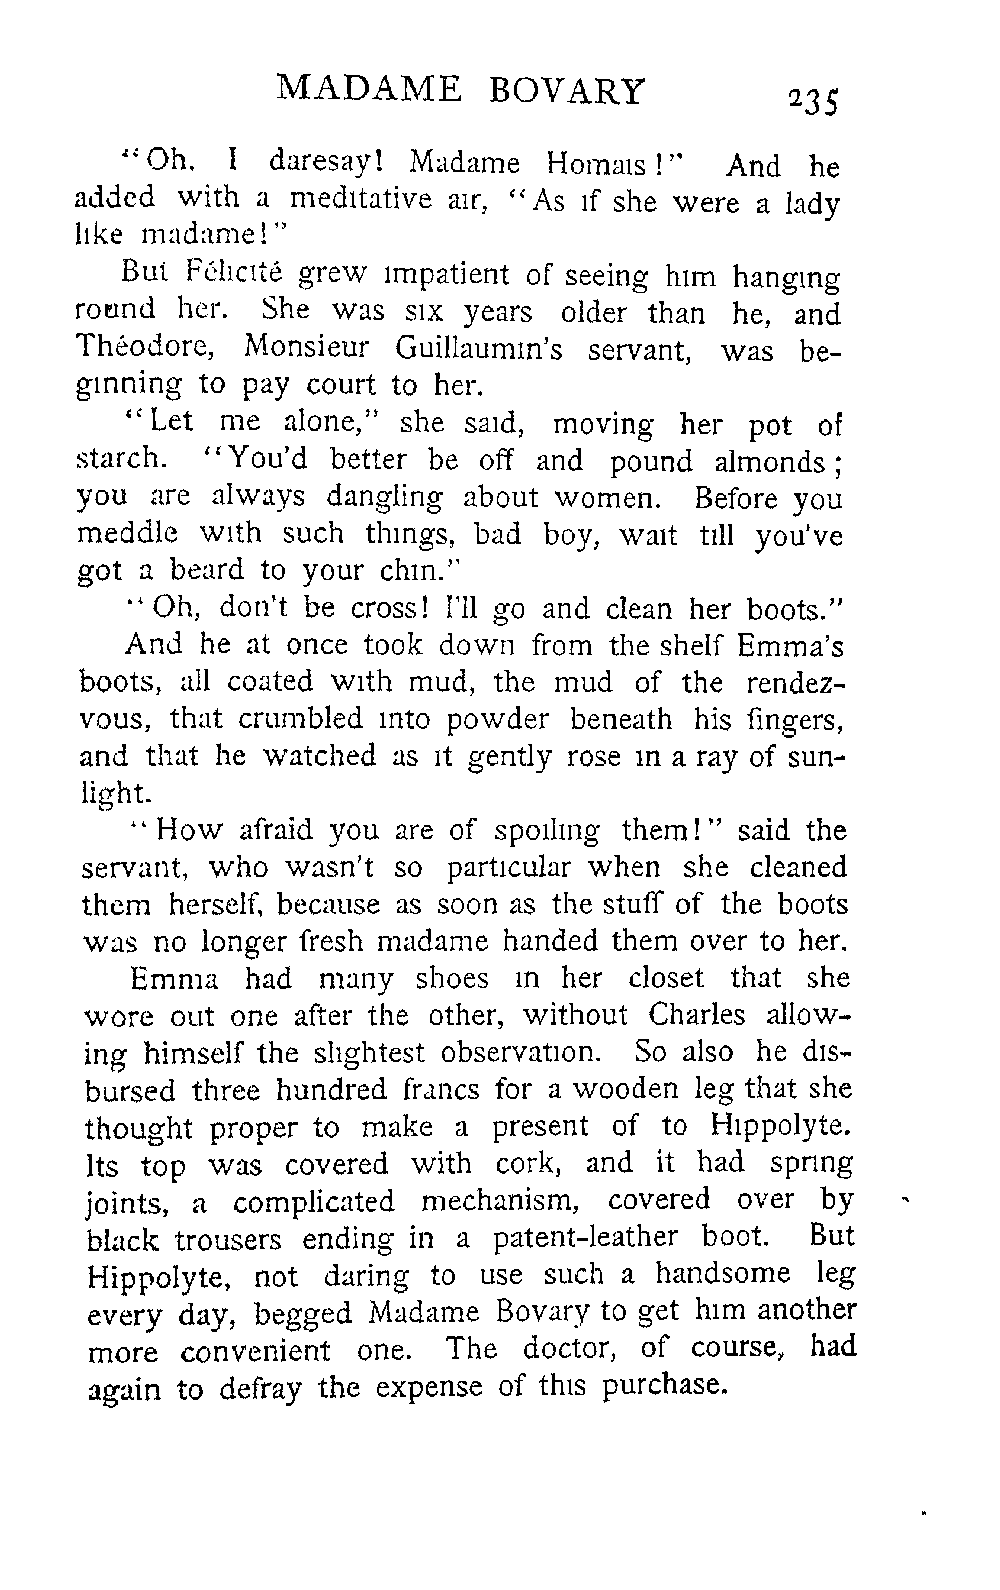 MADAME BOVARY 235
"Oh, I daresay! Madame Homais!" And he
added with a meditative air, "As if she were a lady
like madame!"
But Félicité grew impatient of seeing him hanging
round her. She was six years older than he, and
Théodore, Monsieur Guillaumin's servant, was be-
ginning to pay court to her.
"Let me alone," she said, moving her pot of
starch. "You'd better be off and pound almonds;
you are always dangling about women. Before you
meddle with such things, bad boy, wait till you've
got a beard to your chin."
"Oh, don't be cross! I'll go and clean her boots."
And he at once took down from the shelf Emma's
boots, all coated with mud, the mud of the rendez-
vous, that crumbled into powder beneath his fingers,
and that he watched as it gently rose in a ray of sun-
light.
"How afraid you are of spoiling them!" said the
servant, who wasn't so particular when she cleaned
them herself, because as soon as the stuff of the boots
was no longer fresh madame handed them over to her.
Emma had many shoes in her closet that she
wore out one after the other, without Charles allow-
ing himself the slightest observation. So also he dis-
bursed three hundred francs for a wooden leg that she
thought proper to make a present of to Hippolyte.
Its top was covered with cork, and it had spring
joints, a complicated mechanism, covered over by
black trousers ending in a patent-leather boot. But
Hippolyte, not daring to use such a handsome leg
every day, begged Madame Bovary to get him another
more convenient one. The doctor, of course, had
again to defray the expense of this purchase.